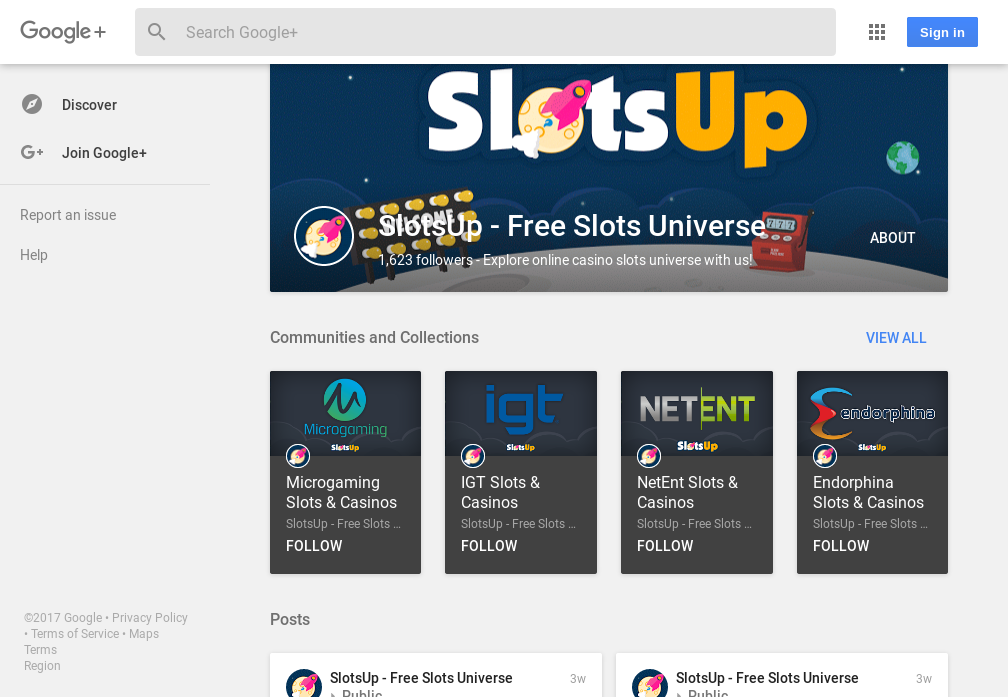 Google+
Search Google+
Sign in
Discover
Join Google+
Report an issue
Help
SlotsUp
WELCOME
777
SlotsUp - Free Slots Universe
1,623 followers - Explore online casino slots universe with us!
ABOUT
Communities and Collections
VIEW ALL
Microgaming
SlotsUp
Microgaming
Slots & Casinos
SlotsUp - Free Slots ...
FOLLOW
igt
SlotsUp
IGT Slots &
Casinos
SlotsUp - Free Slots ...
FOLLOW
NETENT
SlotsUp
NetEnt Slots &
Casinos
SlotsUp - Free Slots ...
FOLLOW
endorphina
SlotsUp
Endorphina
Slots & Casinos
SlotsUp - Free Slots ...
FOLLOW
Posts
SlotsUp - Free Slots Universe
3w
Public
SlotsUp - Free Slots Universe
3w
Public
©2017 Google • Privacy Policy
• Terms of Service • Maps
Terms
Region